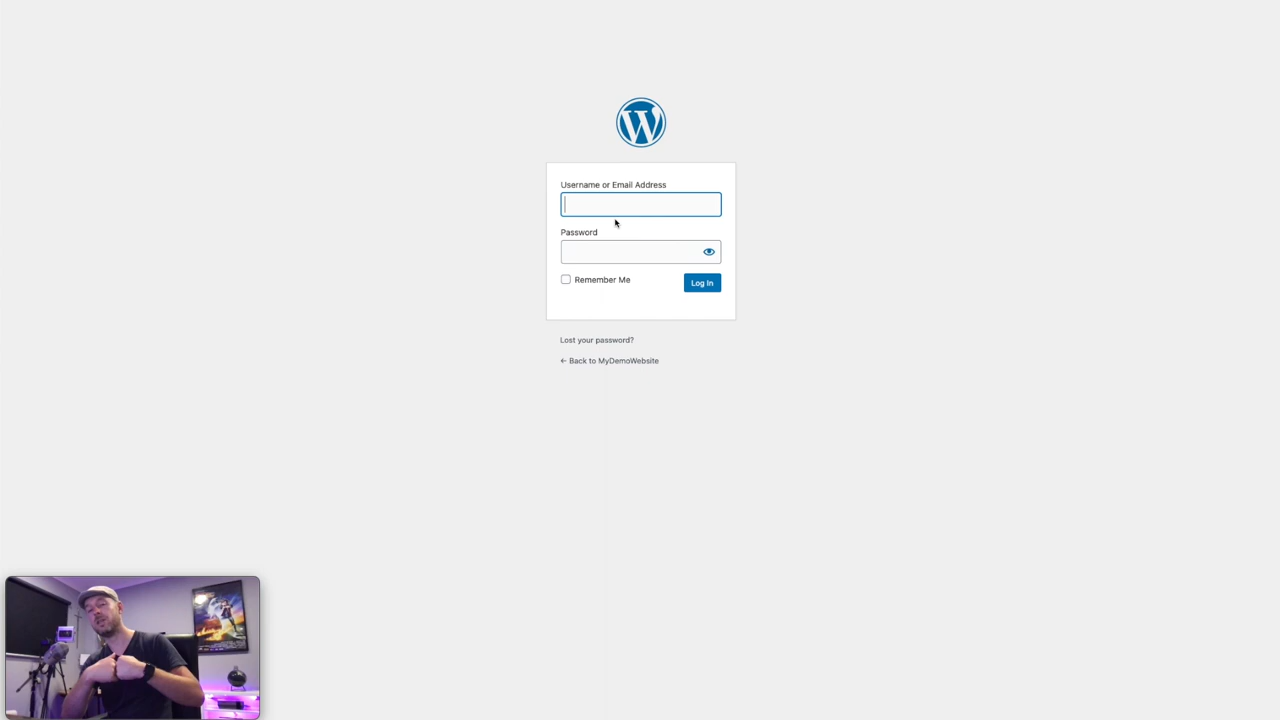 Username or Email Address
Password
Remember Me
Log In
Lost your password?
← Back to MyDemoWebsite